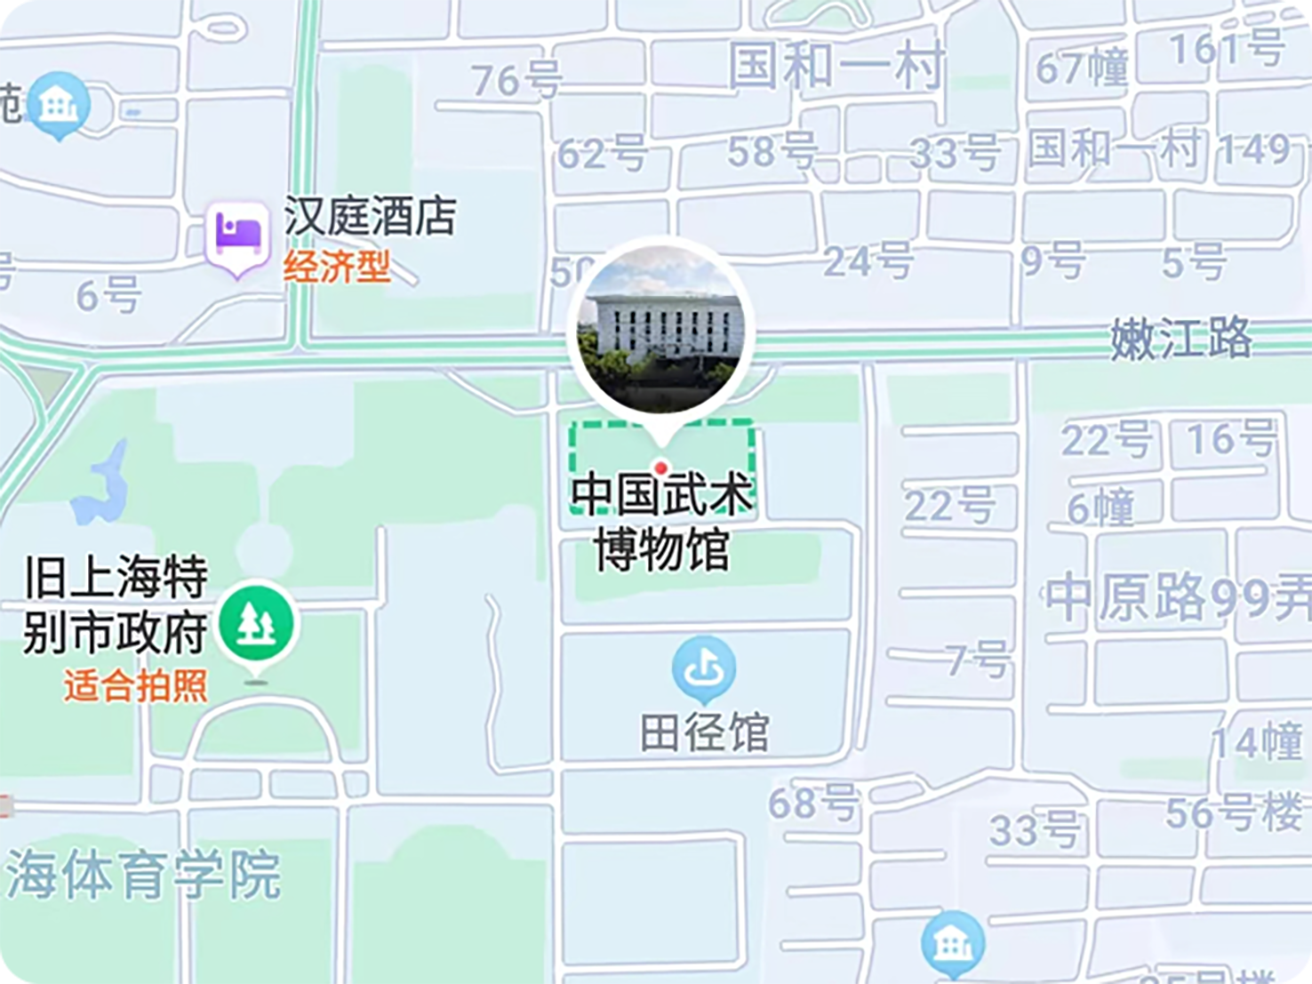 国和一村
67幢
161号
76号
苑
62号
58号
33号
国和一村
149
汉庭酒店
经济型
50
24号
9号
5号
6号
号
嫩江路
22号
16号
中国武术
博物馆
22号
6幢
旧上海特
别市政府
适合拍照
中原路99弄
7号
田径馆
14幢
68号
56号楼
33号
海体育学院